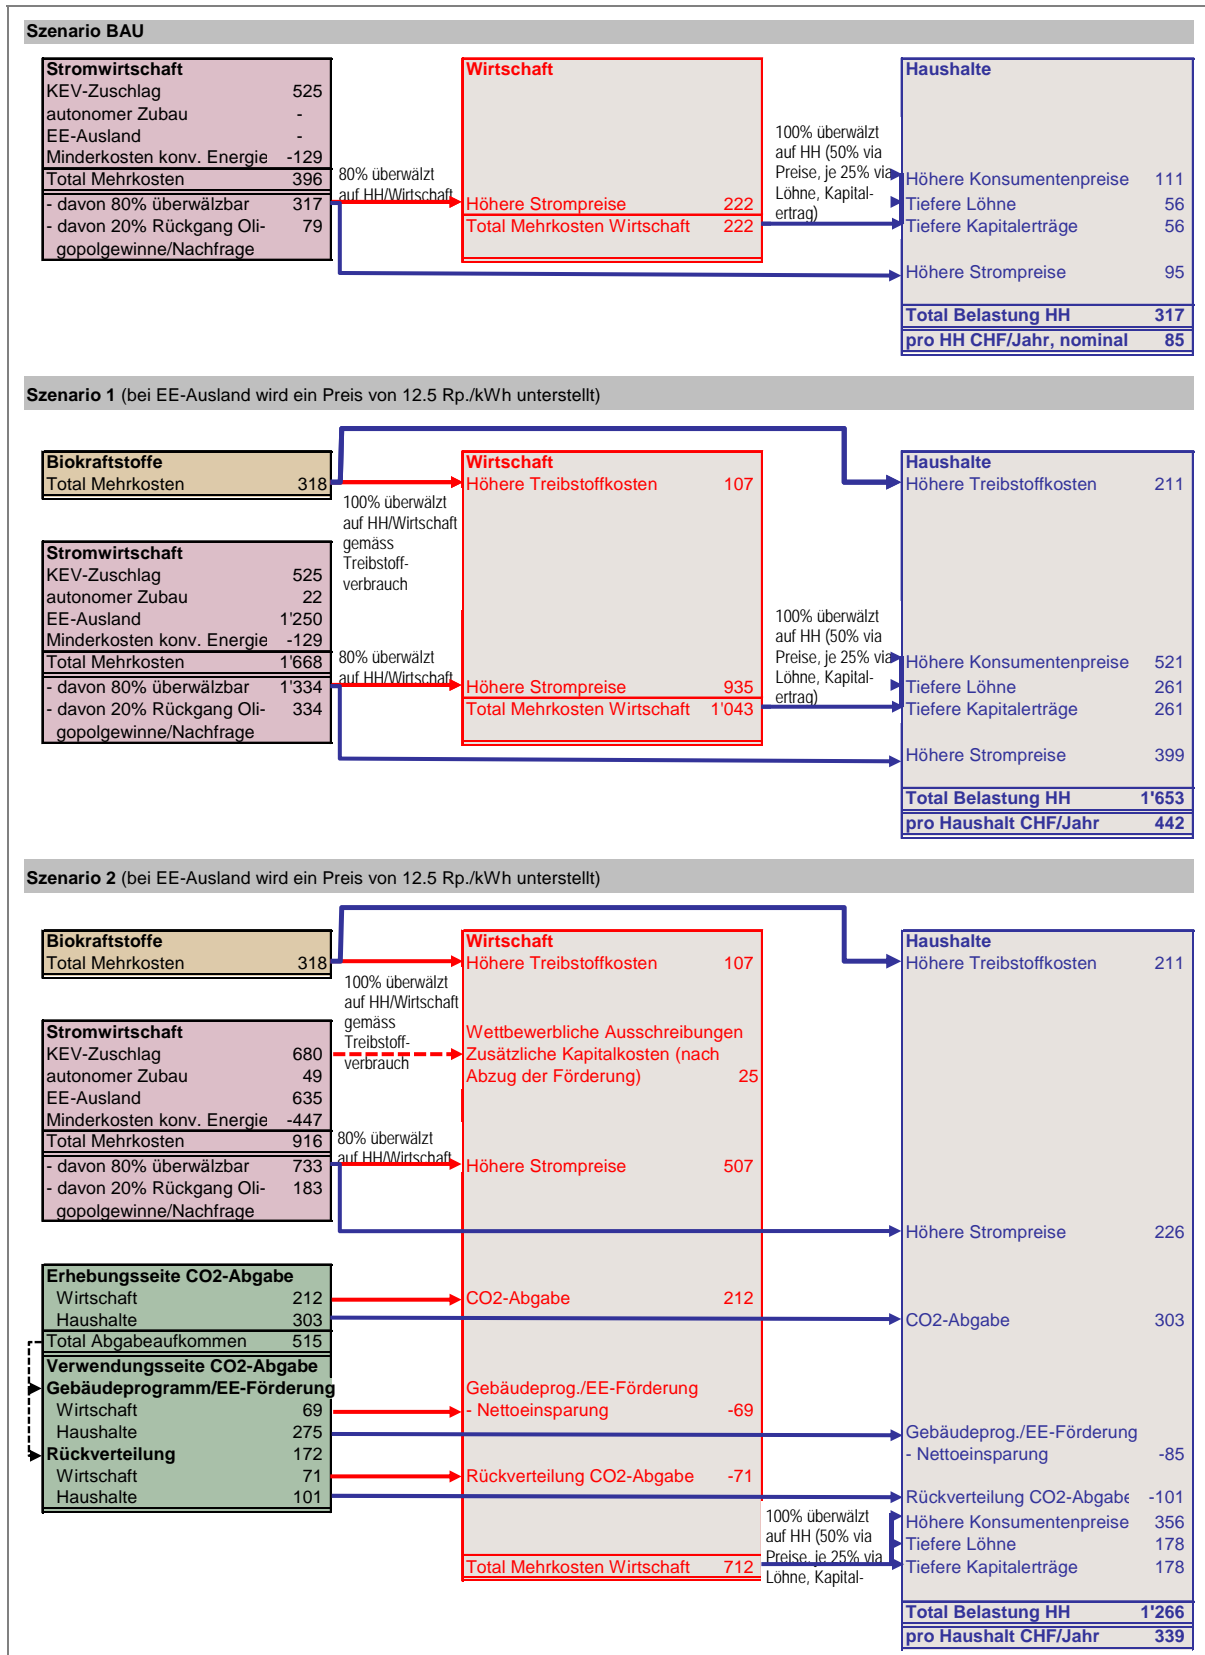 Szenario BAU
Stromwirtschaft
KEV-Zuschlag 525
autonomer Zubau -
EE-Ausland -
Minderkosten konv. Energie -129
Total Mehrkosten 396
- davon 80% überwälzbar 317
- davon 20% Rückgang Oli- 79
gopolgewinne/Nachfrage
80% überwälzt
auf HH/Wirtschaft
Wirtschaft
Höhere Strompreise 222
Total Mehrkosten Wirtschaft 222
100% überwälzt
auf HH (50% via
Preise, je 25% via
Löhne, Kapital-
ertrag)
Haushalte
Höhere Konsumentenpreise 111
Tiefere Löhne 56
Tiefere Kapitalerträge 56
Höhere Strompreise 95
Total Belastung HH 317
pro HH CHF/Jahr, nominal 85
Szenario 1 (bei EE-Ausland wird ein Preis von 12.5 Rp./kWh unterstellt)
Biokraftstoffe
Total Mehrkosten 318
100% überwälzt
auf HH/Wirtschaft
gemäss
Treibstoff-
verbrauch
Stromwirtschaft
KEV-Zuschlag 525
autonomer Zubau 22
EE-Ausland 1'250
Minderkosten konv. Energie -129
Total Mehrkosten 1'668
- davon 80% überwälzbar 1'334
- davon 20% Rückgang Oli- 334
gopolgewinne/Nachfrage
80% überwälzt
auf HH/Wirtschaft
Wirtschaft
Höhere Treibstoffkosten 107
Höhere Strompreise 935
Total Mehrkosten Wirtschaft 1'043
100% überwälzt
auf HH (50% via
Preise, je 25% via
Löhne, Kapital-
ertrag)
Haushalte
Höhere Treibstoffkosten 211
Höhere Konsumentenpreise 521
Tiefere Löhne 261
Tiefere Kapitalerträge 261
Höhere Strompreise 399
Total Belastung HH 1'653
pro Haushalt CHF/Jahr 442
Szenario 2 (bei EE-Ausland wird ein Preis von 12.5 Rp./kWh unterstellt)
Biokraftstoffe
Total Mehrkosten 318
100% überwälzt
auf HH/Wirtschaft
gemäss
Treibstoff-
verbrauch
Stromwirtschaft
KEV-Zuschlag 680
autonomer Zubau 49
EE-Ausland 635
Minderkosten konv. Energie -447
Total Mehrkosten 916
- davon 80% überwälzbar 733
- davon 20% Rückgang Oli- 183
gopolgewinne/Nachfrage
80% überwälzt
auf HH/Wirtschaft
Erhebungsseite CO2-Abgabe
Wirtschaft 212
Haushalte 303
Total Abgabeaufkommen 515
Verwendungsseite CO2-Abgabe
Gebäudeprogramm/EE-Förderung
Wirtschaft 69
Haushalte 275
Rückverteilung 172
Wirtschaft 71
Haushalte 101
Wirtschaft
Höhere Treibstoffkosten 107
Wettbewerbliche Ausschreibungen
Zusätzliche Kapitalkosten (nach
Abzug der Förderung) 25
Höhere Strompreise 507
CO2-Abgabe 212
Gebäudeprog./EE-Förderung
- Nettoeinsparung -69
Rückverteilung CO2-Abgabe -71
Total Mehrkosten Wirtschaft 712
100% überwälzt
auf HH (50% via
Preise, je 25% via
Löhne, Kapital-
Haushalte
Höhere Treibstoffkosten 211
Höhere Strompreise 226
CO2-Abgabe 303
Gebäudeprog./EE-Förderung
- Nettoeinsparung -85
Rückverteilung CO2-Abgabe -101
Höhere Konsumentenpreise 356
Tiefere Löhne 178
Tiefere Kapitalerträge 178
Total Belastung HH 1'266
pro Haushalt CHF/Jahr 339